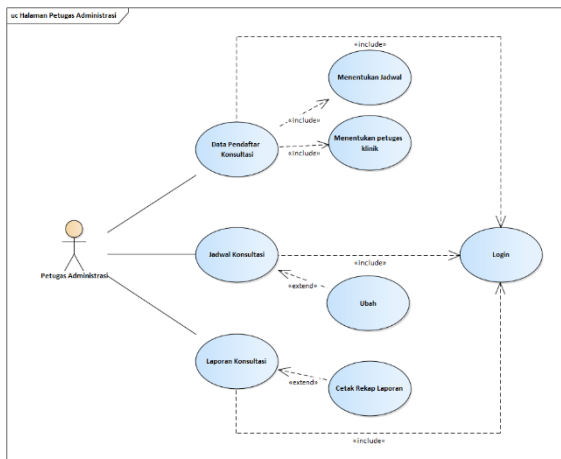 uc Halaman Petugas Administrasi
«include»
Menentukan Jadwal
«include»
Data Pendaftar
Konsultasi
Menentukan petugas
klinik
«include»
Petugas Administrasi
Jadwal Konsultasi
«include»
Login
«extend»
Ubah
Laporan Konsultasi
«extend»
Cetak Rekap Laporan
«include»